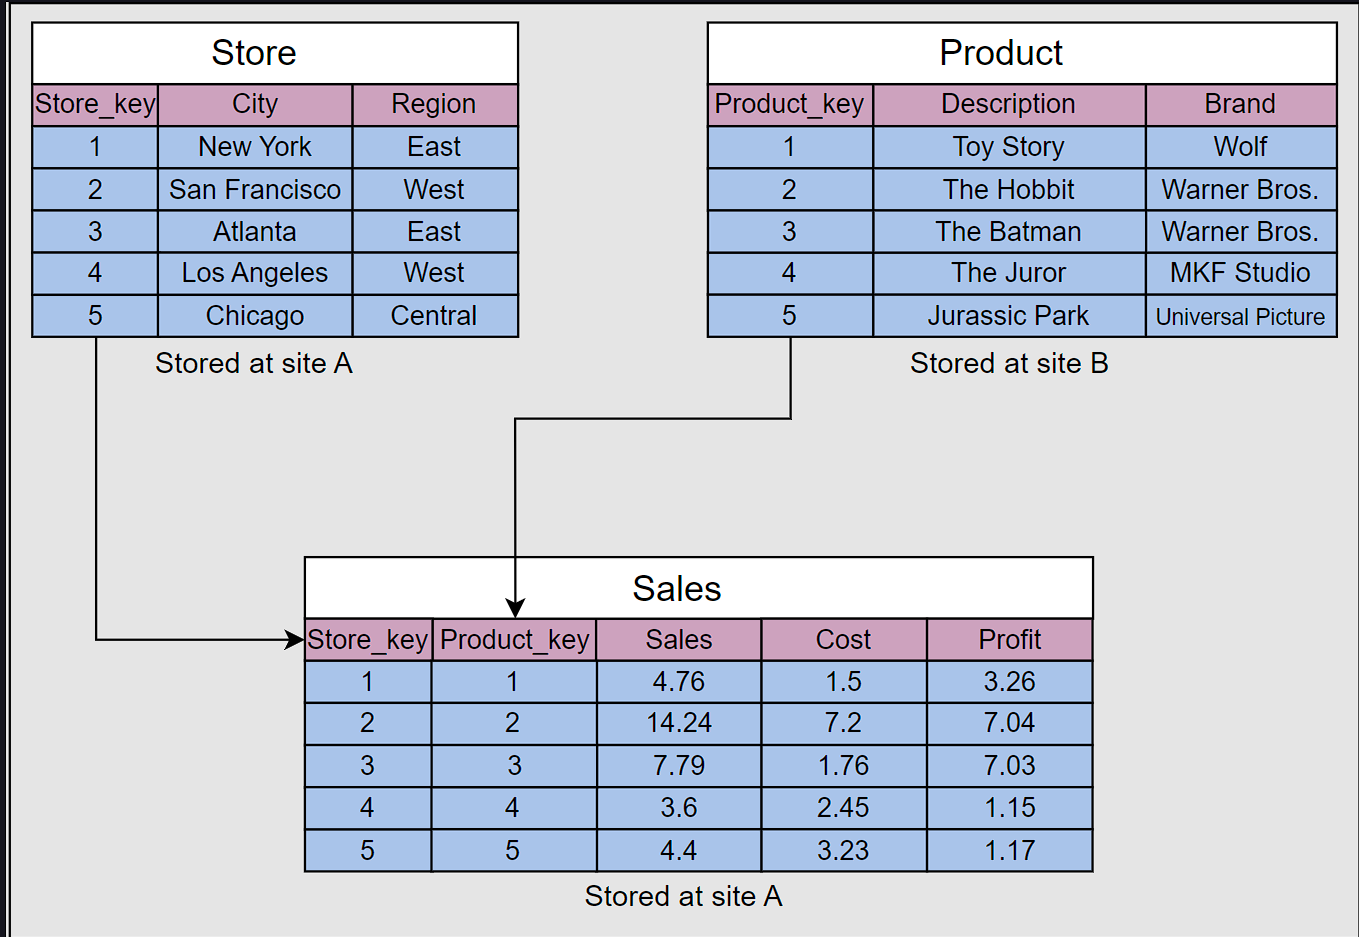 Store
Store_key City Region
1 New York East
2 San Francisco West
3 Atlanta East
4 Los Angeles West
5 Chicago Central
Stored at site A
Product
Product_key Description Brand
1 Toy Story Wolf
2 The Hobbit Warner Bros.
3 The Batman Warner Bros.
4 The Juror MKF Studio
5 Jurassic Park Universal Picture
Stored at site B
Sales
Store_key Product_key Sales Cost Profit
1 1 4.76 1.5 3.26
2 2 14.24 7.2 7.04
3 3 7.79 1.76 7.03
4 4 3.6 2.45 1.15
5 5 4.4 3.23 1.17
Stored at site A